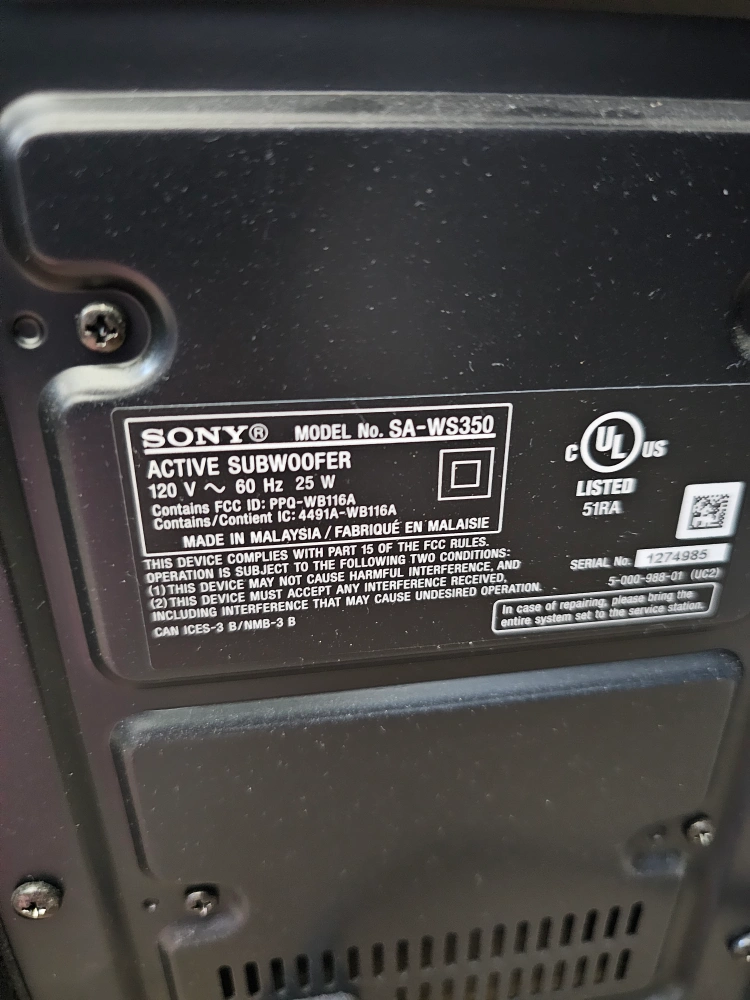 SONY® MODEL No. SA-WS350
ACTIVE SUBWOOFER
120 V ~ 60 Hz 25 W
Contains FCC ID: PPQ-WB116A
Contains/Contient IC: 4491A-WB116A
MADE IN MALAYSIA / FABRIQUÉ EN MALAISIE
THIS DEVICE COMPLIES WITH PART 15 OF THE FCC RULES.
OPERATION IS SUBJECT TO THE FOLLOWING TWO CONDITIONS:
(1) THIS DEVICE MAY NOT CAUSE HARMFUL INTERFERENCE, AND
(2) THIS DEVICE MUST ACCEPT ANY INTERFERENCE RECEIVED,
INCLUDING INTERFERENCE THAT MAY CAUSE UNDESIRED OPERATION.
CAN ICES-3 B/NMB-3 B
C UL US
LISTED
51RA
SERIAL No. 1274985
5-000-988-01 (UC2)
In case of repairing, please bring the
entire system set to the service station.